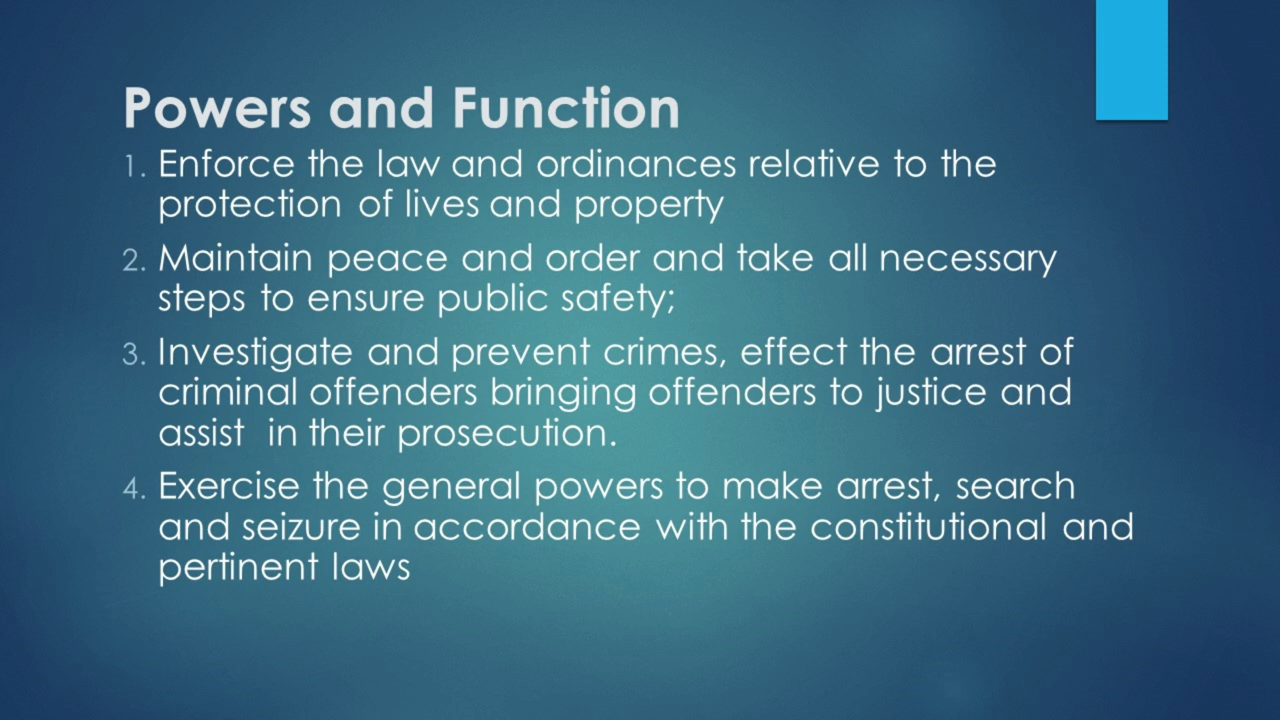 Powers and Function
1. Enforce the law and ordinances relative to the
protection of lives and property
2. Maintain peace and order and take all necessary
steps to ensure public safety;
3. Investigate and prevent crimes, effect the arrest of
criminal offenders bringing offenders to justice and
assist in their prosecution.
4. Exercise the general powers to make arrest, search
and seizure in accordance with the constitutional and
pertinent laws